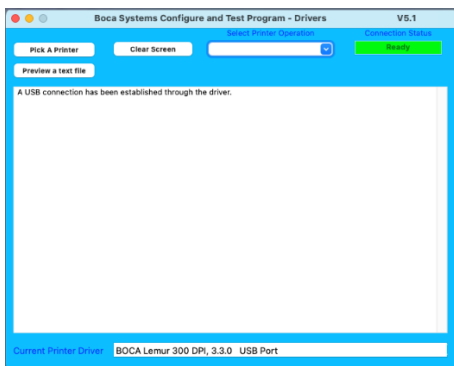 Boca Systems Configure and Test Program - Drivers V5.1
Select Printer Operation Connection Status
Pick A Printer Clear Screen Ready
Preview a text file
A USB connection has been established through the driver.
Current Printer Driver BOCA Lemur 300 DPI, 3.3.0 USB Port